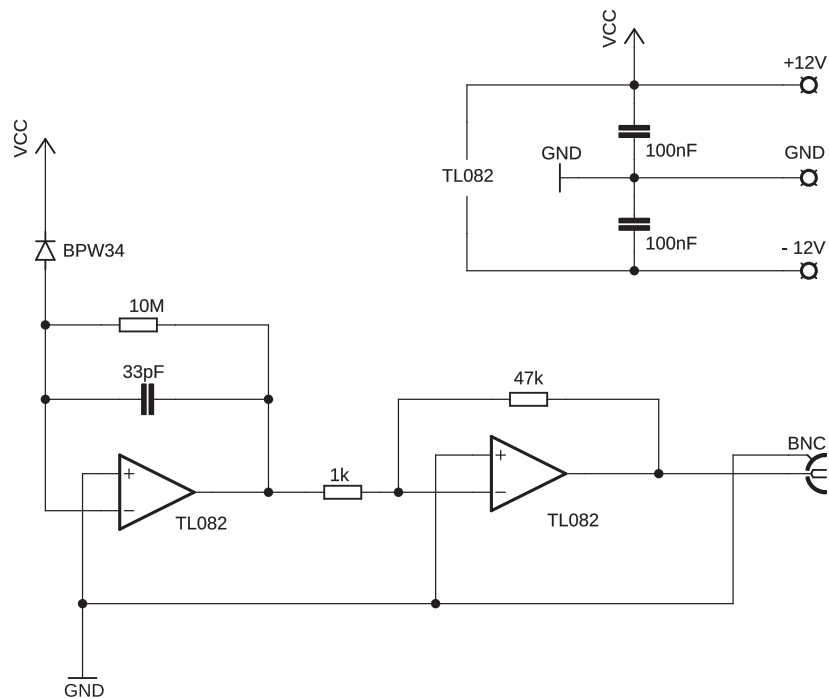 VCC
+12V
100nF
GND
GND
TL082
100nF
- 12V
VCC
BPW34
10M
33pF
47k
BNC
1k
+
−
TL082
+
−
TL082
GND